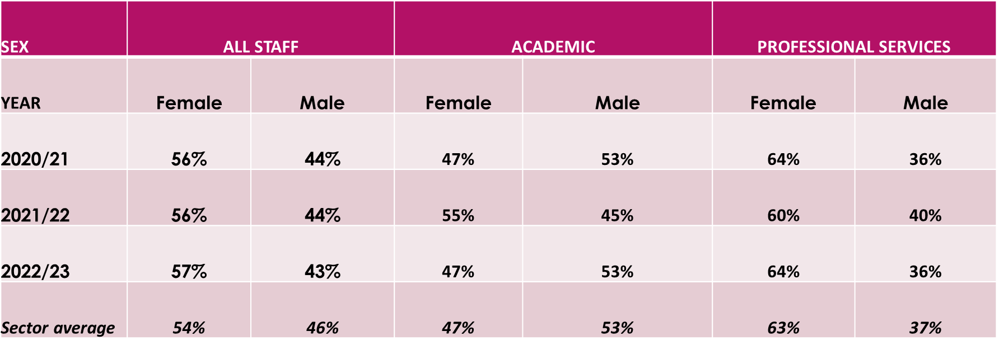 SEX ALL STAFF ACADEMIC PROFESSIONAL SERVICES
YEAR Female Male Female Male Female Male
2020/21 56% 44% 47% 53% 64% 36%
2021/22 56% 44% 55% 45% 60% 40%
2022/23 57% 43% 47% 53% 64% 36%
Sector average 54% 46% 47% 53% 63% 37%